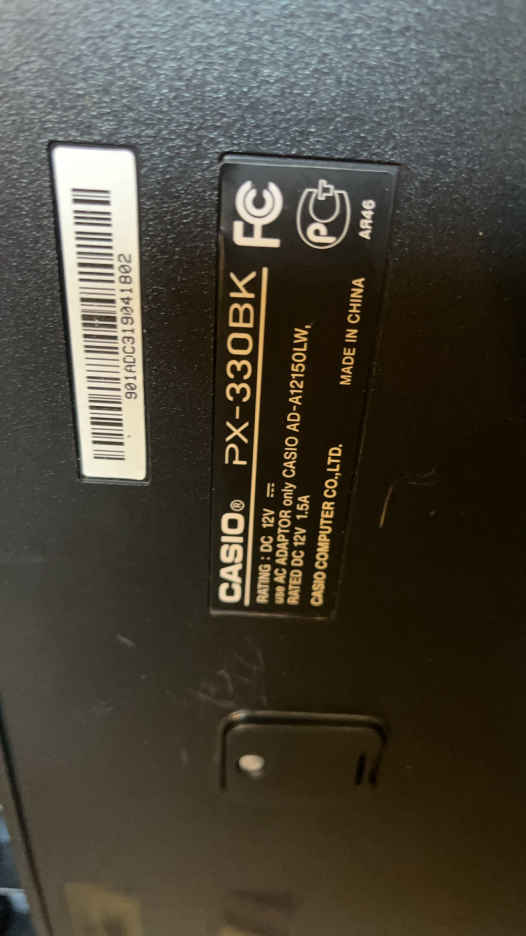 CASIO® PX-330BK
RATING : DC 12V ⎓
use AC ADAPTOR only CASIO AD-A12150LW,
RATED DC 12V 1.5A
CASIO COMPUTER CO.,LTD. MADE IN CHINA
FC
PCT
AR46
901ADC319041802